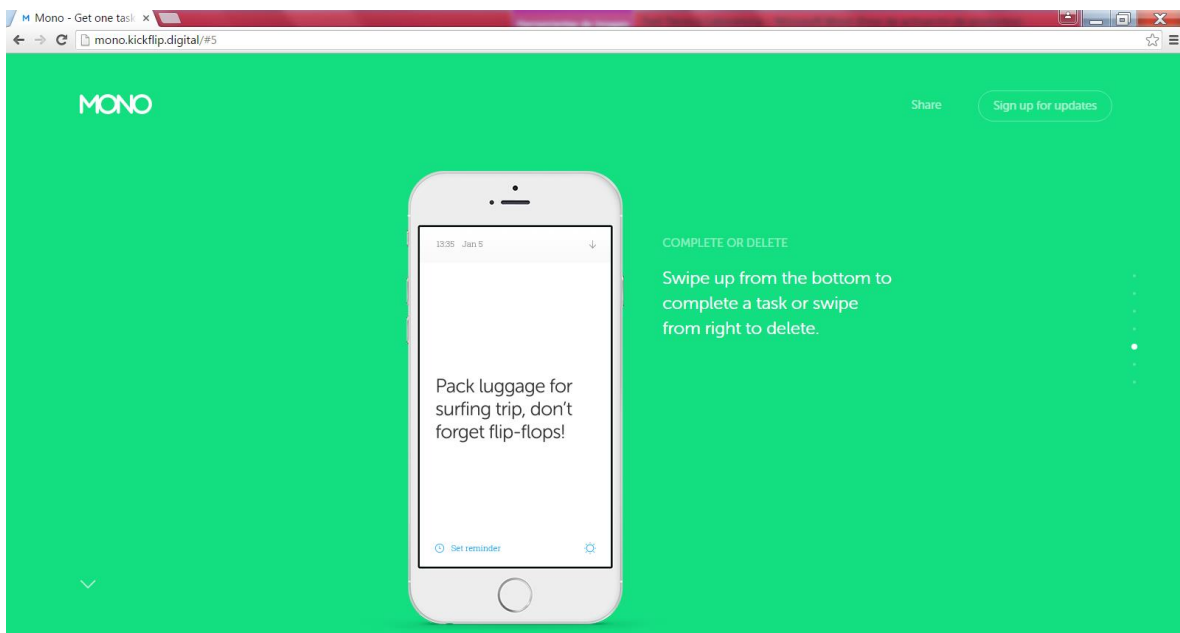 M Mono - Get one task
mono.kickflip.digital/#5
MONO
Share
Sign up for updates
13:35 Jan 5
COMPLETE OR DELETE
Swipe up from the bottom to
complete a task or swipe
from right to delete.
Pack luggage for
surfing trip, don't
forget flip-flops!
Set reminder